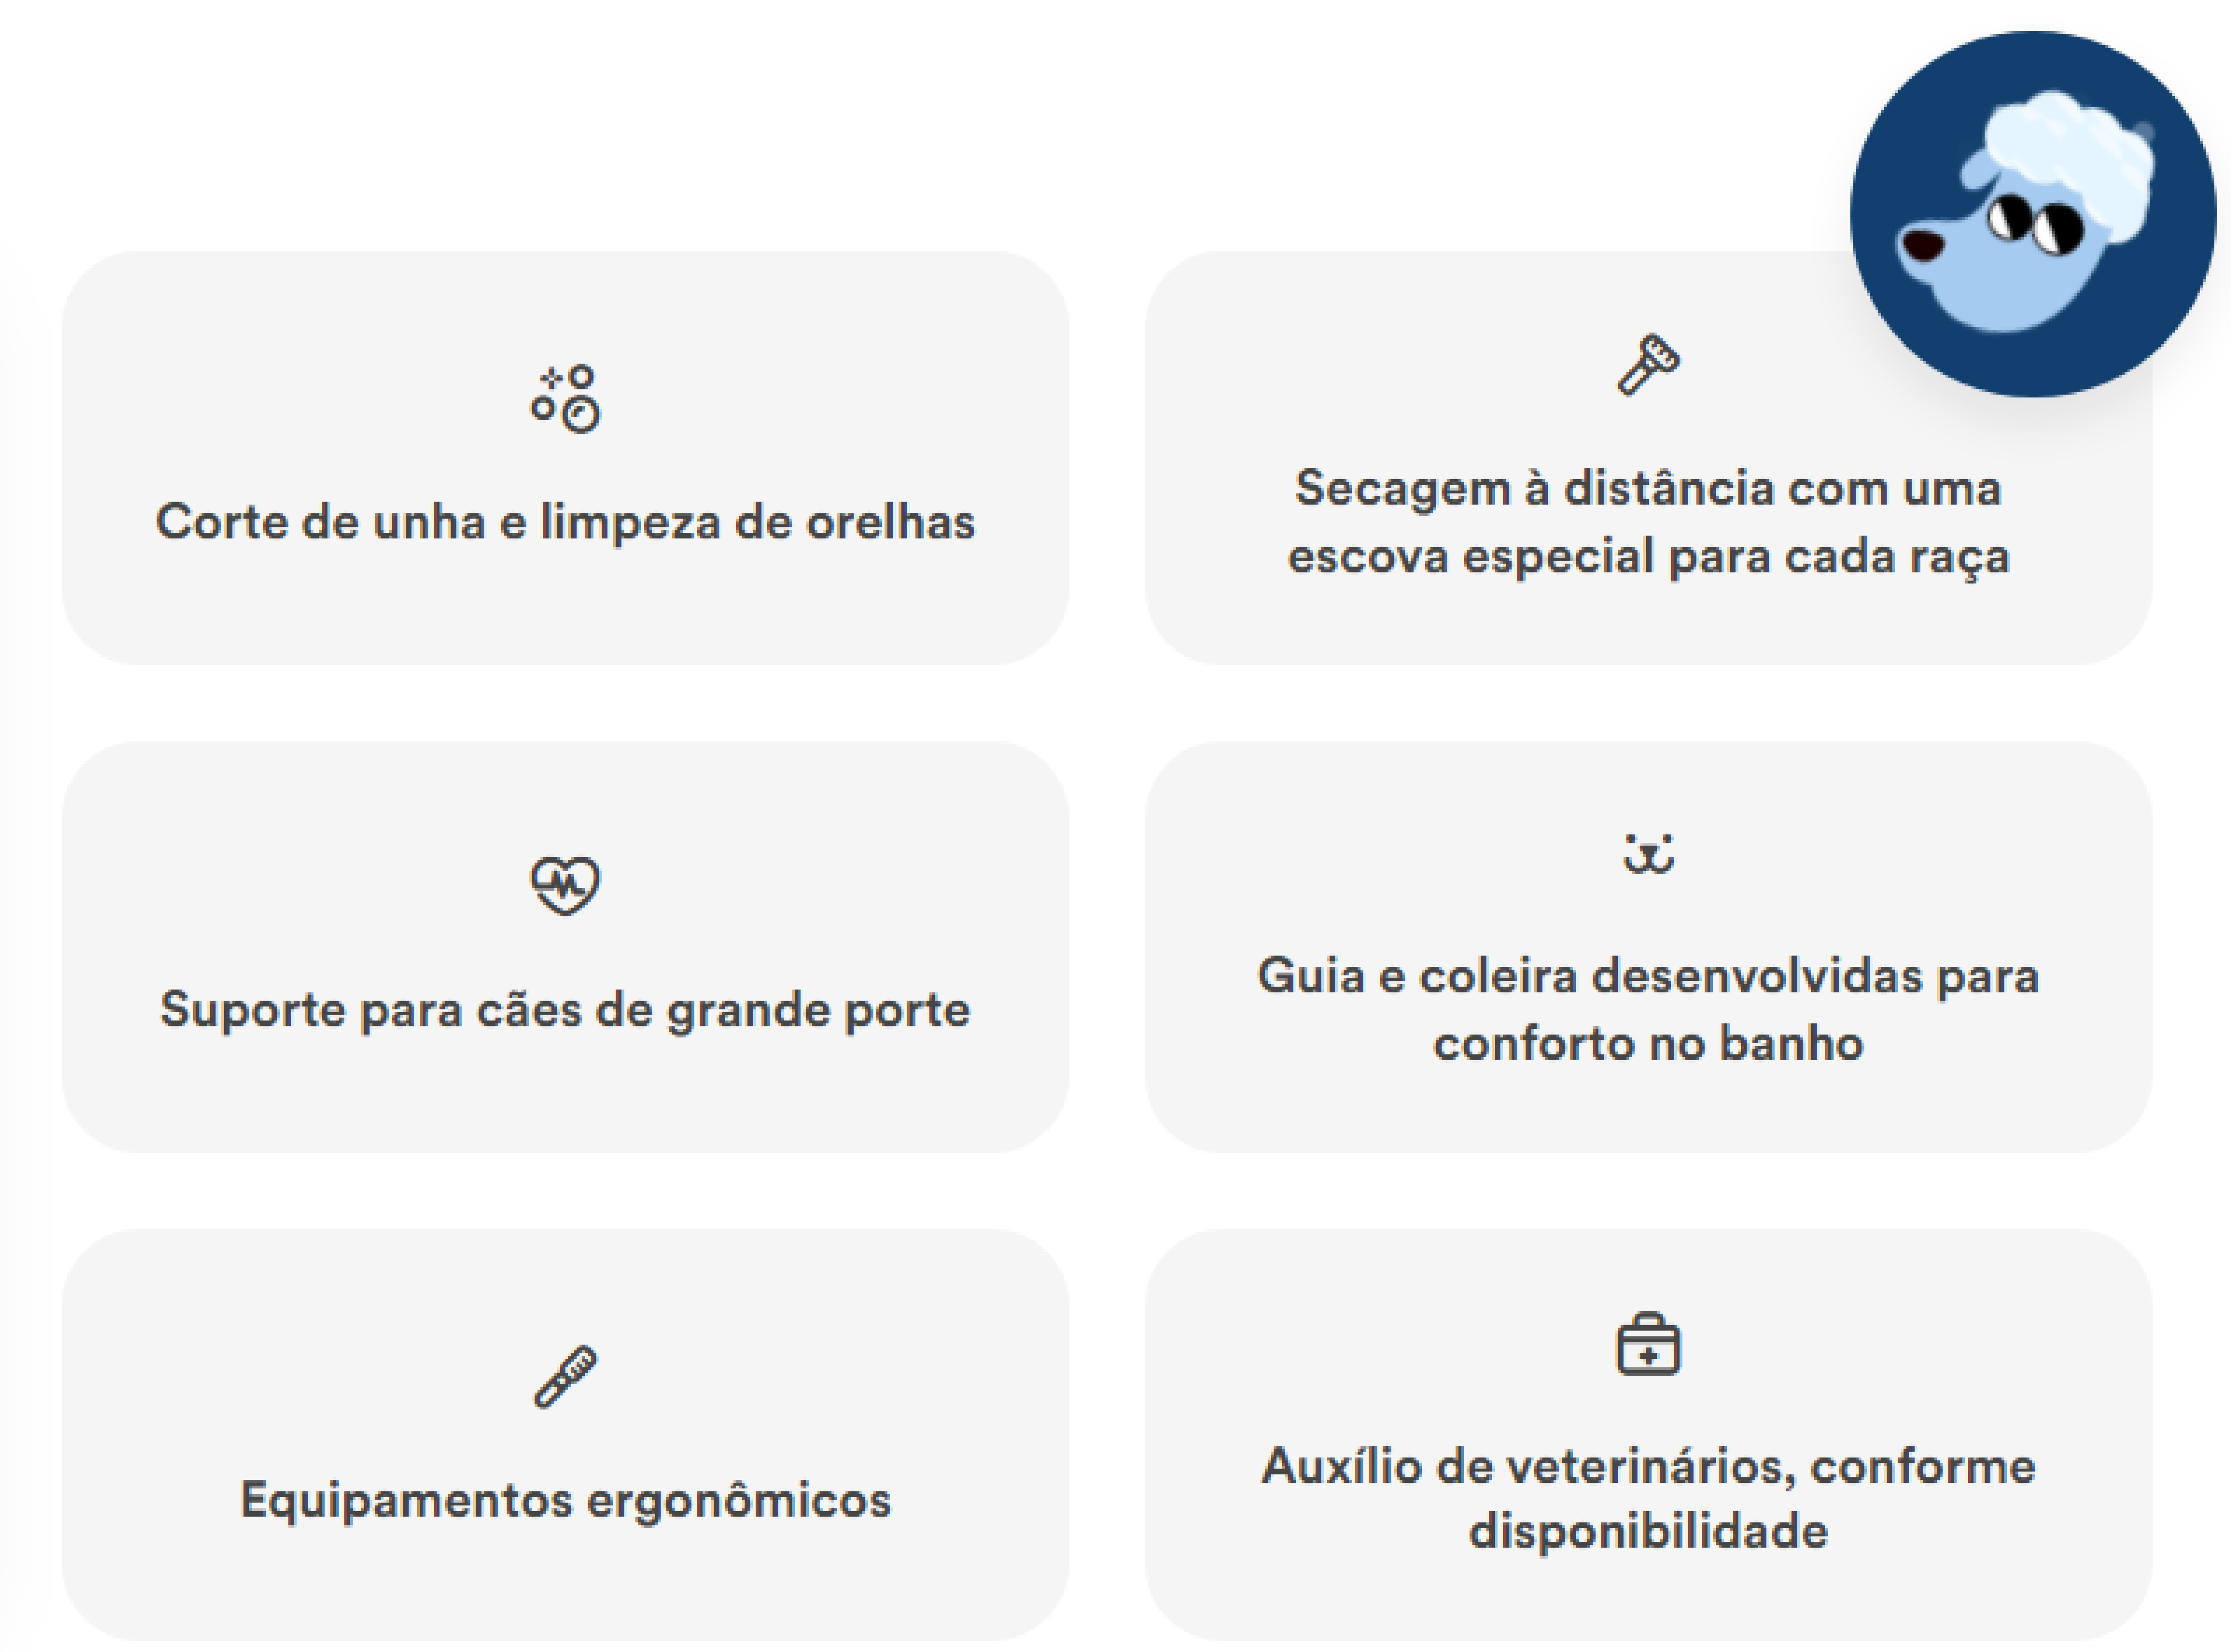 Corte de unha e limpeza de orelhas
Secagem à distância com uma
escova especial para cada raça
Suporte para cães de grande porte
Guia e coleira desenvolvidas para
conforto no banho
Equipamentos ergonômicos
Auxílio de veterinários, conforme
disponibilidade